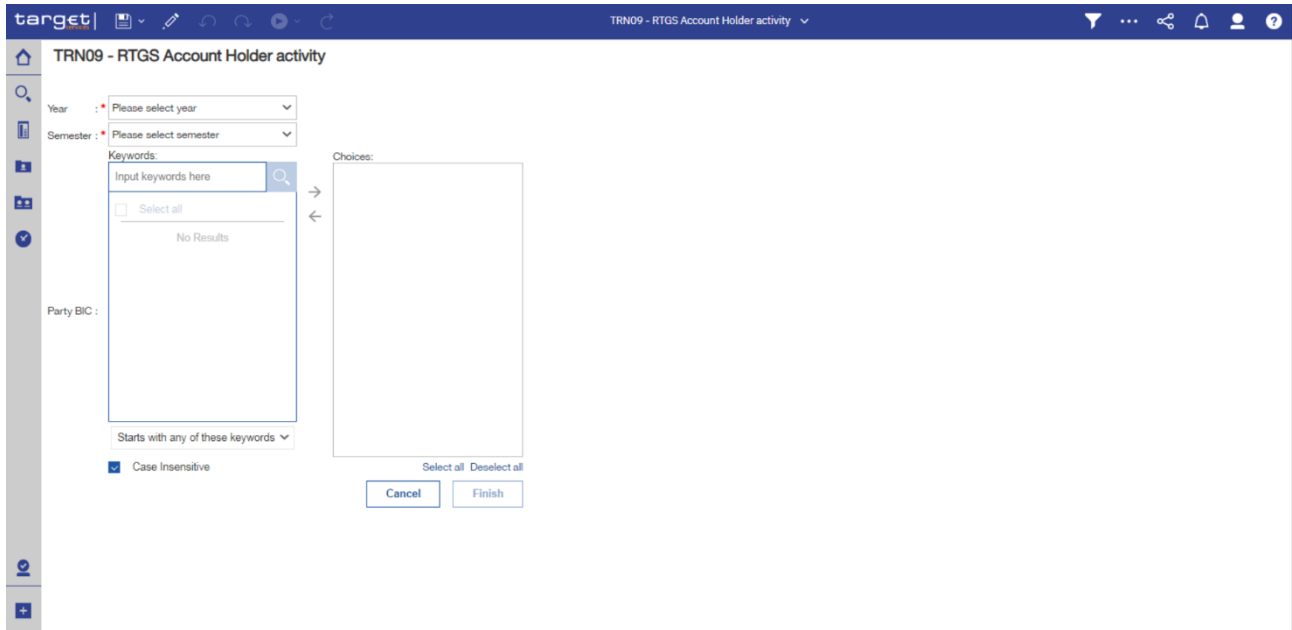 target|
SERVICES
TRN09 - RTGS Account Holder activity
TRN09 - RTGS Account Holder activity
Year : * Please select year
Semester : * Please select semester
Keywords:
Choices:
Input keywords here
Select all
No Results
Party BIC :
Starts with any of these keywords
Case Insensitive
Select all Deselect all
Cancel
Finish